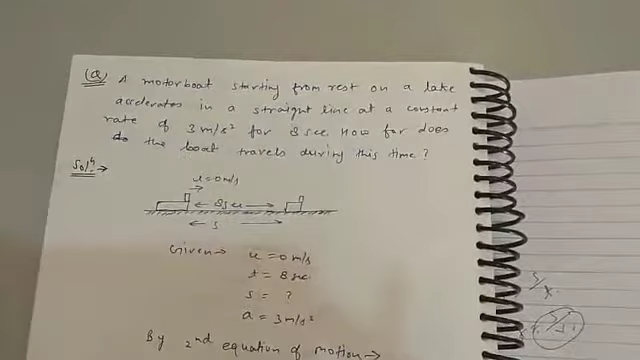 (Q) A motorboat starting from rest on a lake
accelerates in a straight line at a constant
rate of 3 m/s² for 8 sec How far does
do the boat travels during this time ?
Solⁿ →
u = 0 m/s
8 sec
s
Given → u = 0 m/s
t = 8 sec
s = ?
a = 3 m/s²
By 2nd equation of motion →